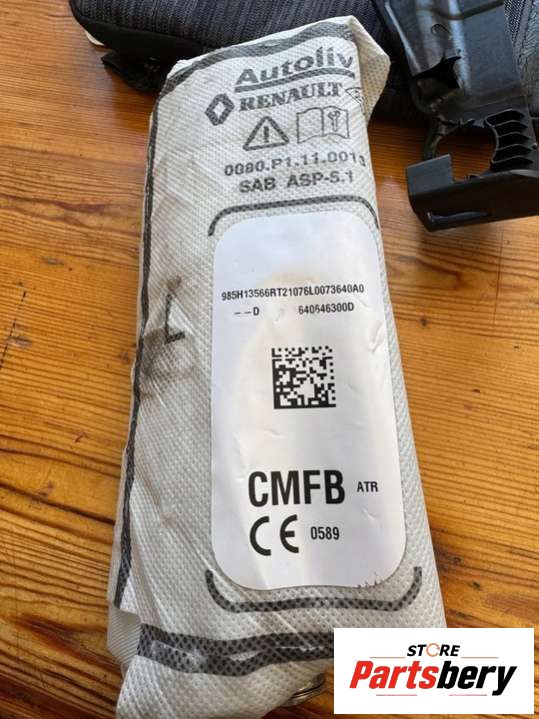 Autoliv
RENAULT
0080.P1.11.0013
SAB ASP-5.1
985H13566RT21076L0073640A0
--D 640646300D
L
CMFB ATR
CE 0589
STORE
Partsbery